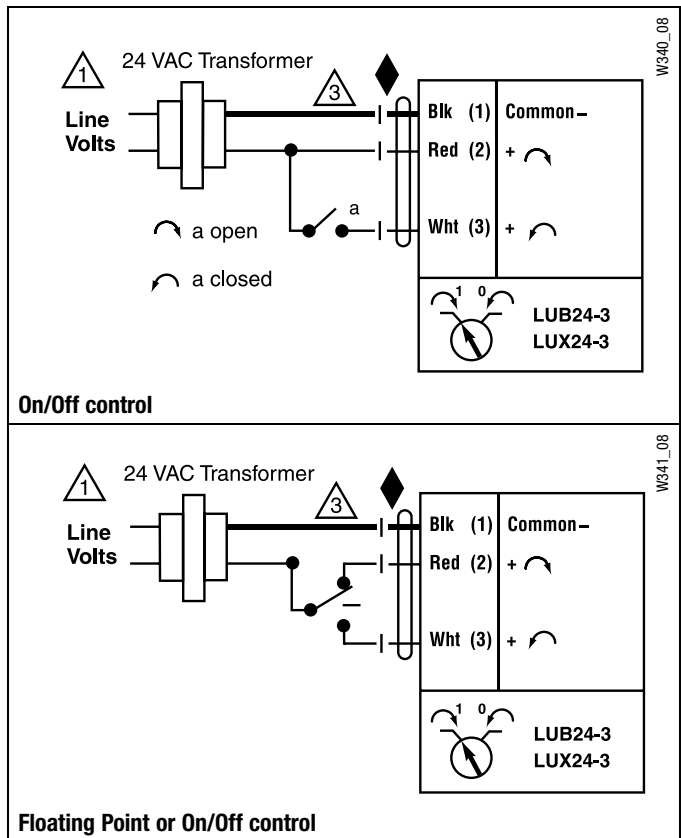 W340_08
1 24 VAC Transformer
3
Line
Volts
Blk (1) Common–
Red (2) +
a
Wht (3) +
a open
a closed
1 0
LUB24-3
LUX24-3
On/Off control
W341_08
1 24 VAC Transformer
3
Line
Volts
Blk (1) Common–
Red (2) +
Wht (3) +
1 0
LUB24-3
LUX24-3
Floating Point or On/Off control